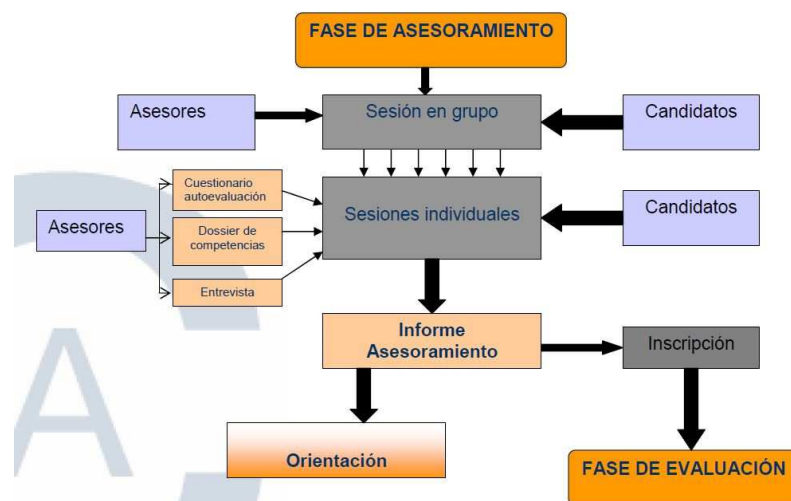 FASE DE ASESORAMIENTO
Asesores
Sesión en grupo
Candidatos
Cuestionario
autoevaluación
Asesores
Dossier de
competencias
Entrevista
Sesiones individuales
Candidatos
Informe
Asesoramiento
Inscripción
Orientación
FASE DE EVALUACIÓN
A